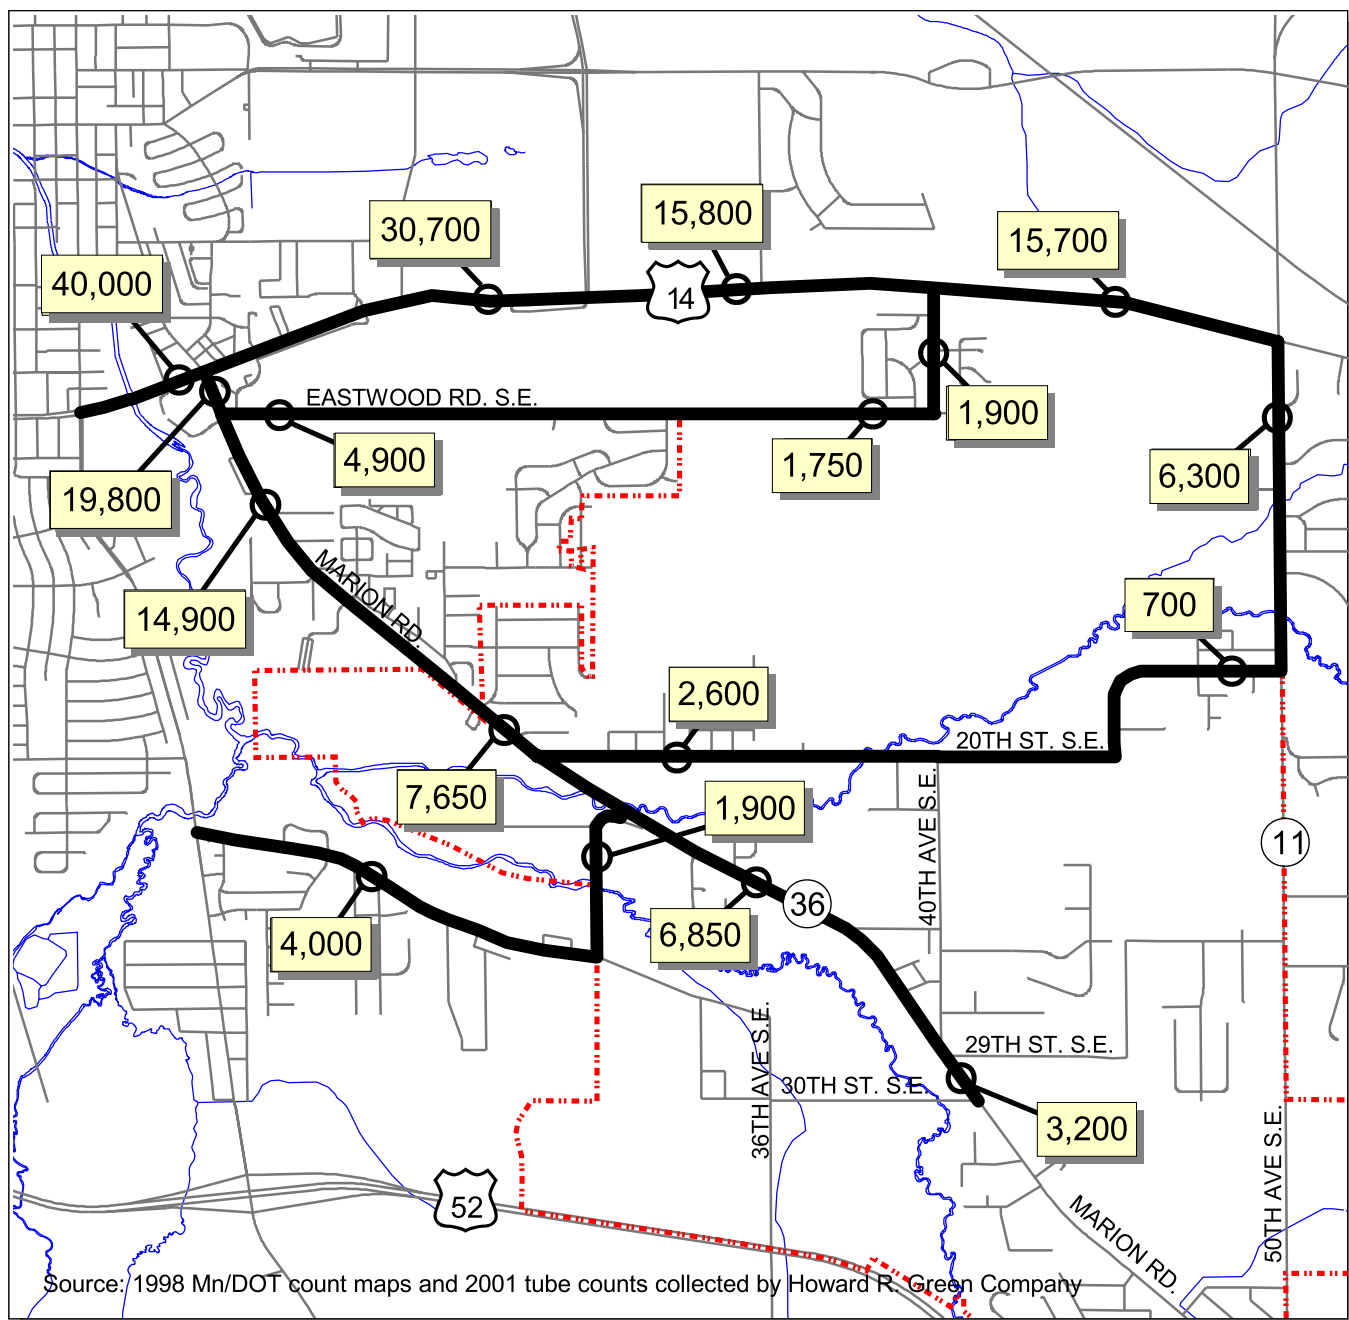 15,800
30,700
15,700
40,000
14
EASTWOOD RD. S.E.
1,900
4,900
1,750
6,300
19,800
MARION RD.
14,900
700
2,600
20TH ST. S.E.
7,650
1,900
40TH AVE S.E.
11
36
6,850
4,000
36TH AVE S.E.
29TH ST. S.E.
30TH ST. S.E.
3,200
50TH AVE S.E.
52
MARION RD.
Source: 1998 Mn/DOT count maps and 2001 tube counts collected by Howard R. Green Company